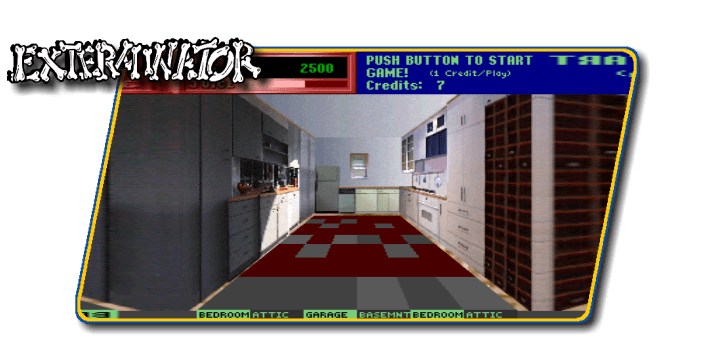 EXTERMINATOR
2500
PUSH BUTTON TO START
GAME! (1 Credit/Play)
Credits: 7
BEDROOM ATTIC GARAGE BASEMNT BEDROOM ATTIC